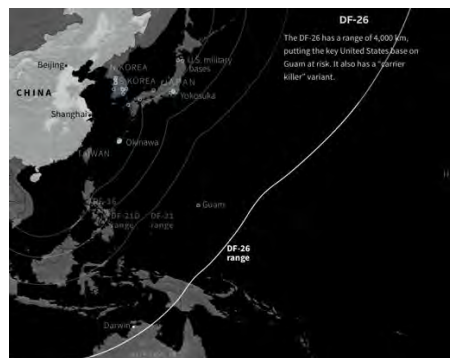 DF-26
The DF-26 has a range of 4,000 km,
putting the key United States base on
Guam at risk. It also has a “carrier
killer” variant.
N KOREA
U.S. military
bases
Beijing
S KOREA
JAPAN
Yokosuka
CHINA
Shanghai
Okinawa
TAIWAN
DF-21D
range
DF-21
range
Guam
DF-26
range
Darwin